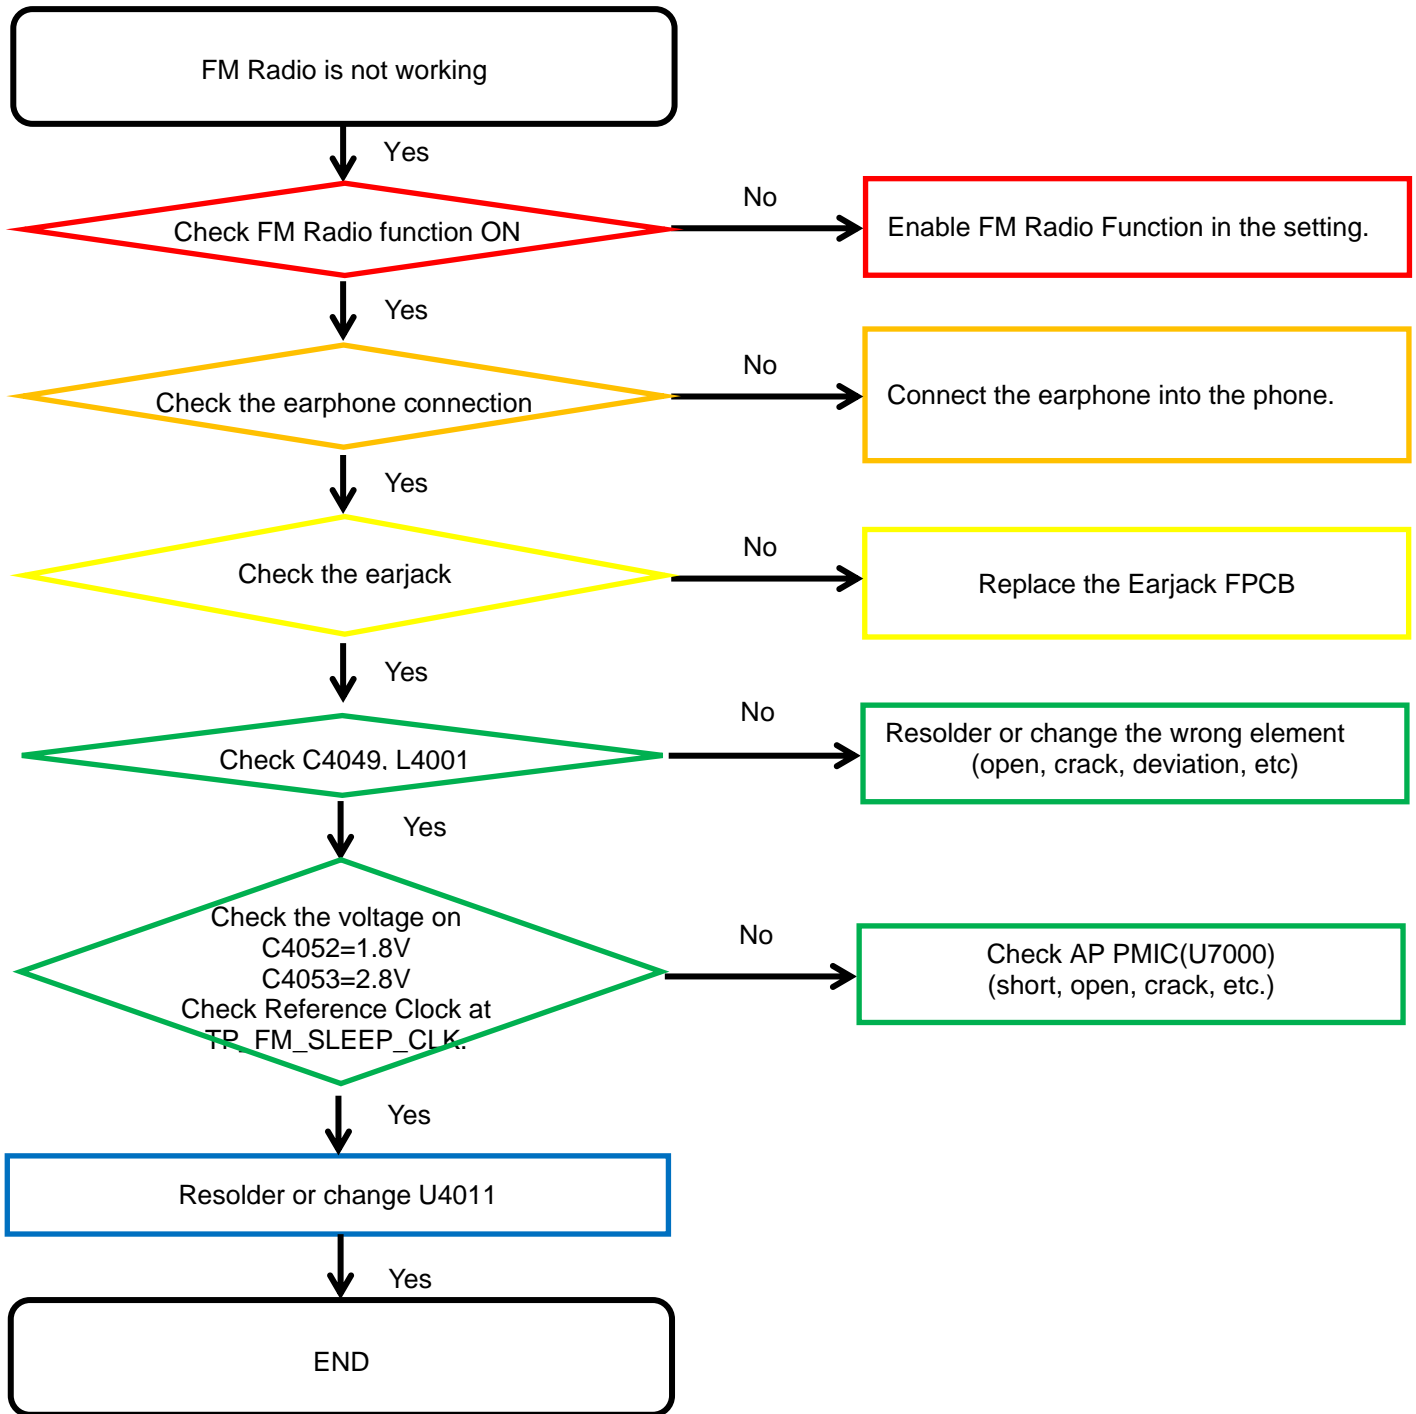 FM Radio is not working
Yes
Check FM Radio function ON
No
Enable FM Radio Function in the setting.
Yes
Check the earphone connection
No
Connect the earphone into the phone.
Yes
Check the earjack
No
Replace the Earjack FPCB
Yes
Check C4049, L4001
No
Resolder or change the wrong element
(open, crack, deviation, etc)
Yes
Check the voltage on
C4052=1.8V
C4053=2.8V
Check Reference Clock at
TP_FM_SLEEP_CLK.
No
Check AP PMIC(U7000)
(short, open, crack, etc.)
Yes
Resolder or change U4011
Yes
END